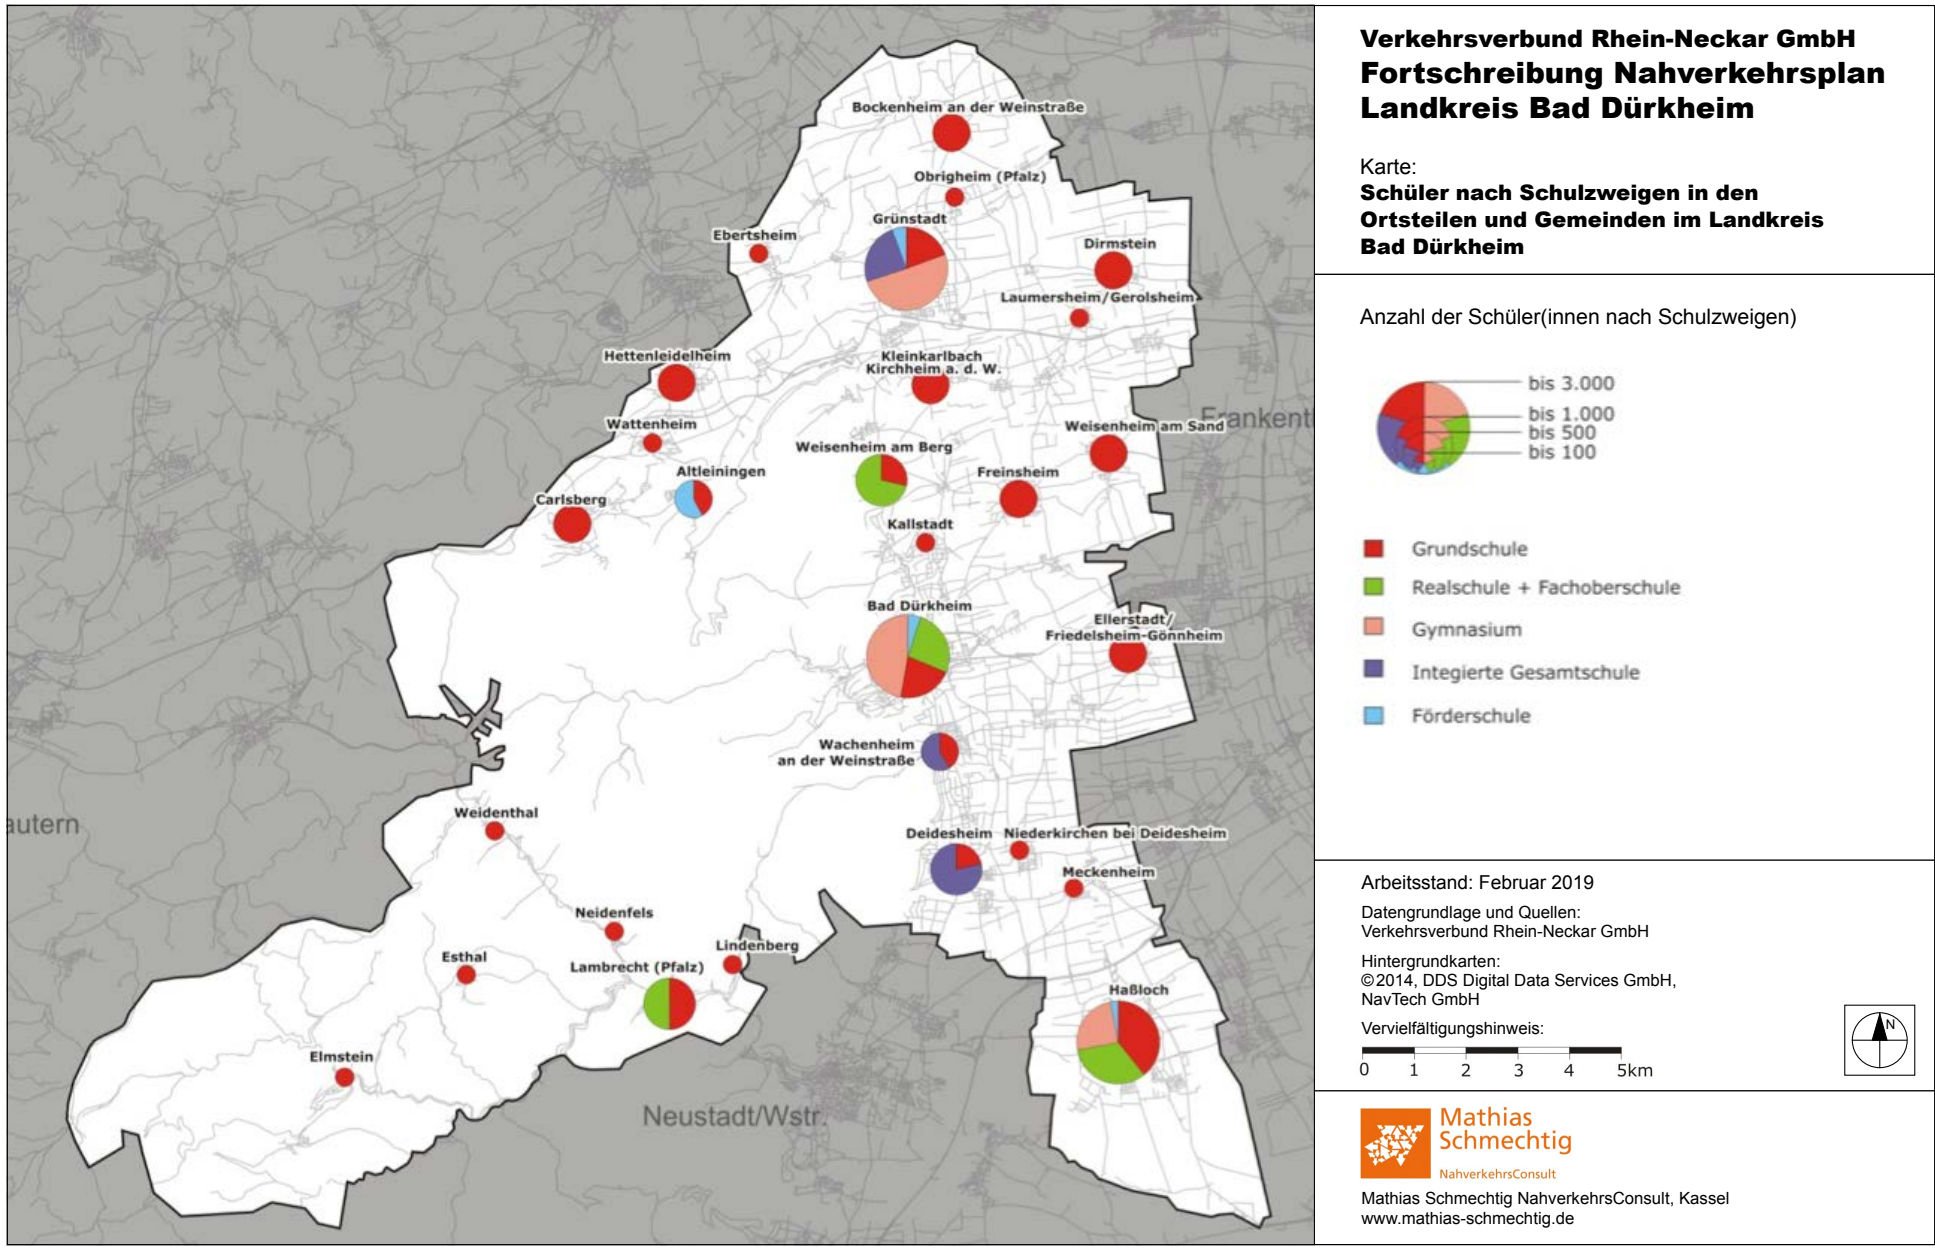 Bockenheim an der Weinstraße
Obrigheim (Pfalz)
Grünstadt
Ebertsheim
Dirmstein
Laumersheim/Gerolsheim
Hettenleidelheim
Kleinkarlbach
Kirchheim a. d. W.
Wattenheim
Frankent
Weisenheim am Sand
Weisenheim am Berg
Altleiningen
Freinsheim
Carlsberg
Kallstadt
Bad Dürkheim
Ellerstadt/
Friedelsheim-Gönnheim
Wachenheim
an der Weinstraße
Weidenthal
autern
Deidesheim
Niederkirchen bei Deidesheim
Meckenheim
Neidenfels
Lindenberg
Esthal
Lambrecht (Pfalz)
Haßloch
Elmstein
Neustadt/Wstr.
Verkehrsverbund Rhein-Neckar GmbH
Fortschreibung Nahverkehrsplan
Landkreis Bad Dürkheim
Karte:
Schüler nach Schulzweigen in den
Ortsteilen und Gemeinden im Landkreis
Bad Dürkheim
Anzahl der Schüler(innen nach Schulzweigen)
bis 3.000
bis 1.000
bis 500
bis 100
Grundschule
Realschule + Fachoberschule
Gymnasium
Integierte Gesamtschule
Förderschule
Arbeitsstand: Februar 2019
Datengrundlage und Quellen:
Verkehrsverbund Rhein-Neckar GmbH
Hintergrundkarten:
©2014, DDS Digital Data Services GmbH,
NavTech GmbH
Vervielfältigungshinweis:
0 1 2 3 4 5km
N
Mathias
Schmechtig
NahverkehrsConsult
Mathias Schmechtig NahverkehrsConsult, Kassel
www.mathias-schmechtig.de